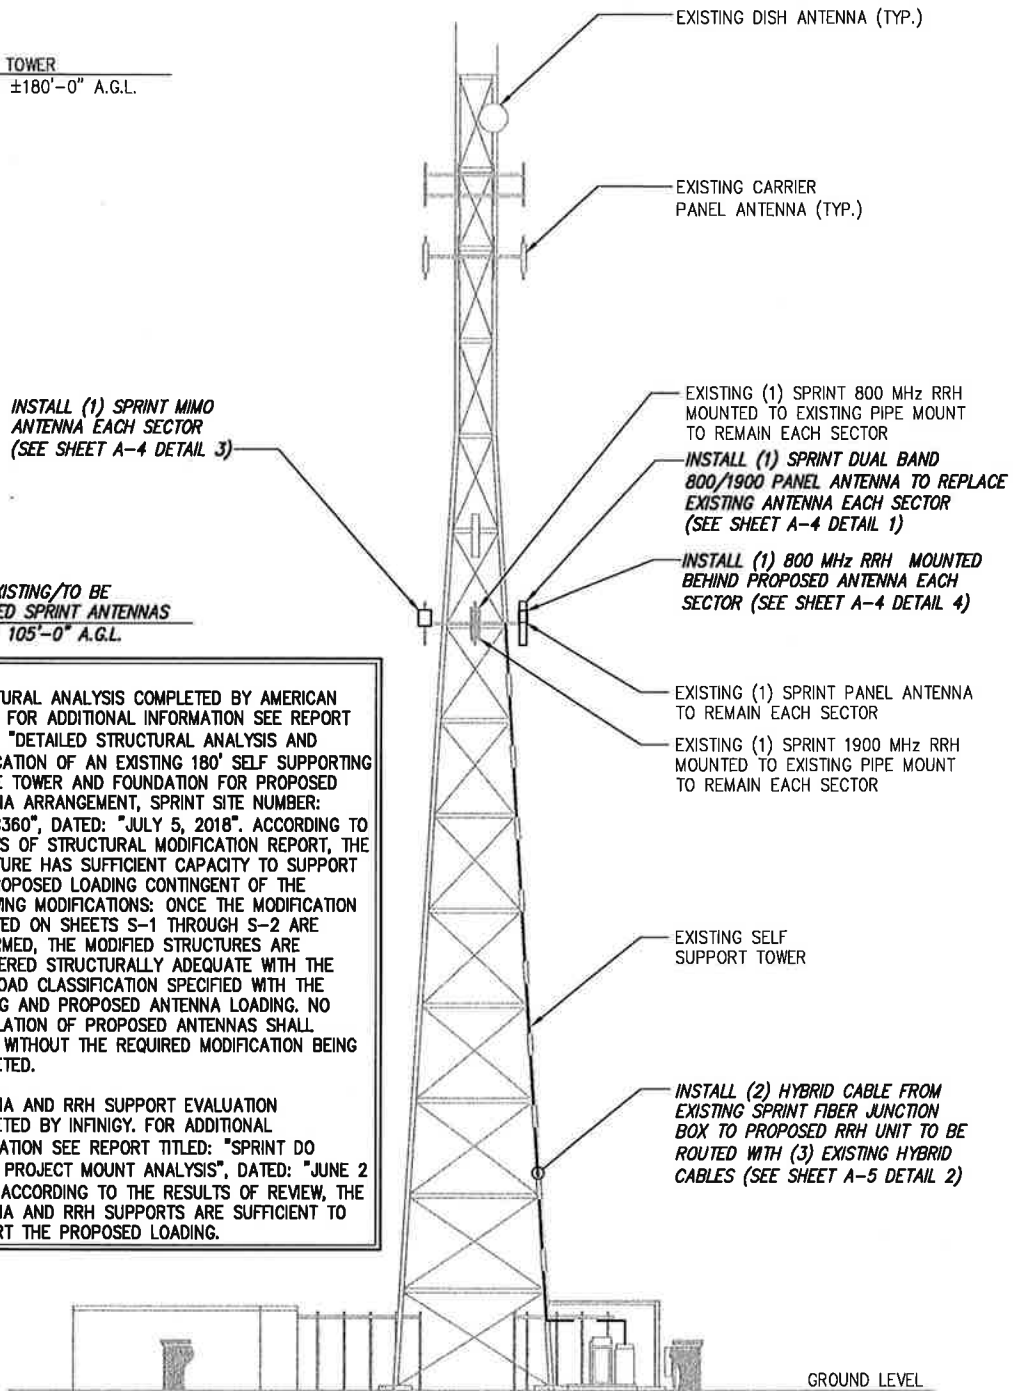 EXISTING DISH ANTENNA (TYP.)
TOWER
±180'-0" A.G.L.
EXISTING CARRIER
PANEL ANTENNA (TYP.)
INSTALL (1) SPRINT MIMO
ANTENNA EACH SECTOR
(SEE SHEET A-4 DETAIL 3)
EXISTING (1) SPRINT 800 MHz RRH
MOUNTED TO EXISTING PIPE MOUNT
TO REMAIN EACH SECTOR
INSTALL (1) SPRINT DUAL BAND
800/1900 PANEL ANTENNA TO REPLACE
EXISTING ANTENNA EACH SECTOR
(SEE SHEET A-4 DETAIL 1)
INSTALL (1) 800 MHz RRH MOUNTED
BEHIND PROPOSED ANTENNA EACH
SECTOR (SEE SHEET A-4 DETAIL 4)
EXISTING (1) SPRINT PANEL ANTENNA
TO REMAIN EACH SECTOR
EXISTING (1) SPRINT 1900 MHz RRH
MOUNTED TO EXISTING PIPE MOUNT
TO REMAIN EACH SECTOR
ISTING/TO BE
ED SPRINT ANTENNAS
105'-0" A.G.L.
TURAL ANALYSIS COMPLETED BY AMERICAN
FOR ADDITIONAL INFORMATION SEE REPORT
"DETAILED STRUCTURAL ANALYSIS AND
CATION OF AN EXISTING 180' SELF SUPPORTING
E TOWER AND FOUNDATION FOR PROPOSED
NA ARRANGEMENT, SPRINT SITE NUMBER:
360", DATED: "JULY 5, 2018". ACCORDING TO
S OF STRUCTURAL MODIFICATION REPORT, THE
TURE HAS SUFFICIENT CAPACITY TO SUPPORT
OPOSED LOADING CONTINGENT OF THE
ING MODIFICATIONS: ONCE THE MODIFICATION
ED ON SHEETS S-1 THROUGH S-2 ARE
RMED, THE MODIFIED STRUCTURES ARE
ERED STRUCTURALLY ADEQUATE WITH THE
OAD CLASSIFICATION SPECIFIED WITH THE
G AND PROPOSED ANTENNA LOADING. NO
LATION OF PROPOSED ANTENNAS SHALL
WITHOUT THE REQUIRED MODIFICATION BEING
ETED.
NA AND RRH SUPPORT EVALUATION
ETED BY INFINIGY. FOR ADDITIONAL
ATION SEE REPORT TITLED: "SPRINT DO
PROJECT MOUNT ANALYSIS", DATED: "JUNE 2
ACCORDING TO THE RESULTS OF REVIEW, THE
NA AND RRH SUPPORTS ARE SUFFICIENT TO
RT THE PROPOSED LOADING.
EXISTING SELF
SUPPORT TOWER
INSTALL (2) HYBRID CABLE FROM
EXISTING SPRINT FIBER JUNCTION
BOX TO PROPOSED RRH UNIT TO BE
ROUTED WITH (3) EXISTING HYBRID
CABLES (SEE SHEET A-5 DETAIL 2)
GROUND LEVEL